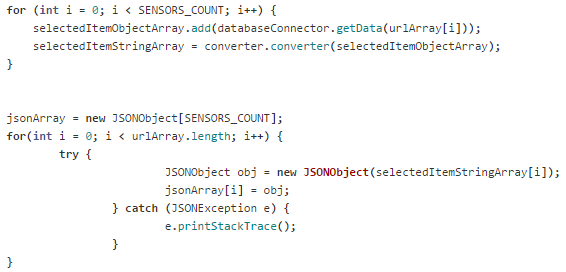 for (int i = 0; i < SENSORS_COUNT; i++) {
    selectedItemObjectArray.add(databaseConnector.getData(urlArray[i]));
    selectedItemStringArray = converter.converter(selectedItemObjectArray);
}
jsonArray = new JSONObject[SENSORS_COUNT];
for(int i = 0; i < urlArray.length; i++) {
        try {
                        JSONObject obj = new JSONObject(selectedItemStringArray[i]);
                        jsonArray[i] = obj;
                } catch (JSONException e) {
                        e.printStackTrace();
                }
}